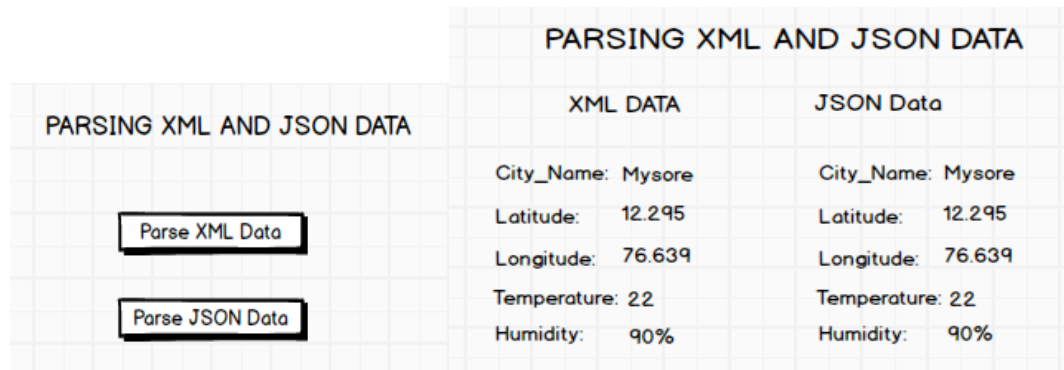 PARSING XML AND JSON DATA
Parse XML Data
Parse JSON Data
PARSING XML AND JSON DATA
XML DATA
City_Name: Mysore
Latitude: 12.295
Longitude: 76.639
Temperature: 22
Humidity: 90%
JSON Data
City_Name: Mysore
Latitude: 12.295
Longitude: 76.639
Temperature: 22
Humidity: 90%